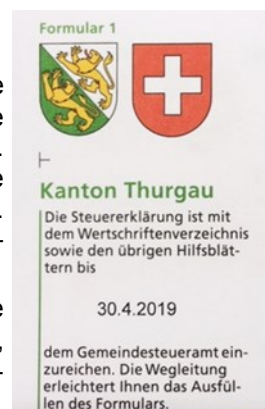 Formular 1
Kanton Thurgau
Die Steuererklärung ist mit
dem Wertschriftenverzeichnis
sowie den übrigen Hilfsblät-
tern bis
30.4.2019
dem Gemeindesteueramt ein-
zureichen. Die Wegleitung
erleichtert Ihnen das Ausfül-
len des Formulars.